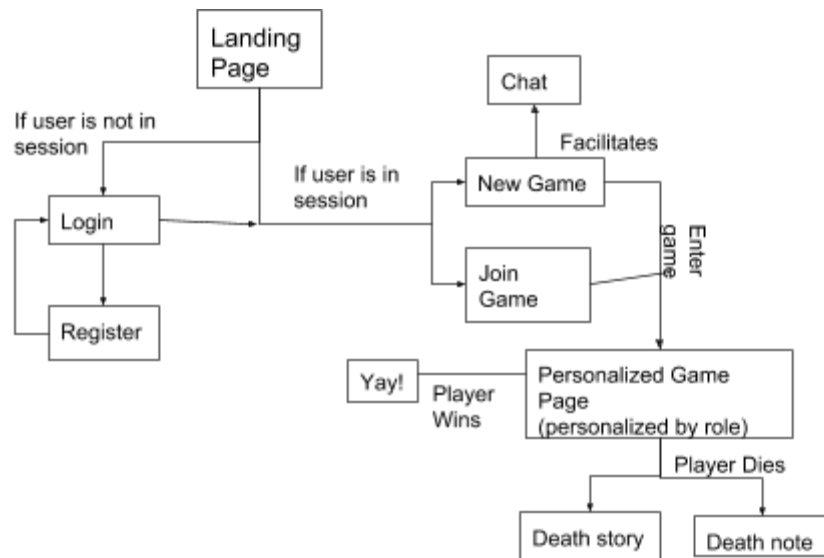 Landing
Page
Chat
If user is not in
session
Facilitates
If user is in
session
New Game
Login
Enter
game
Join
Game
Register
Yay!
Player
Wins
Personalized Game
Page
(personalized by role)
Player Dies
Death story
Death note